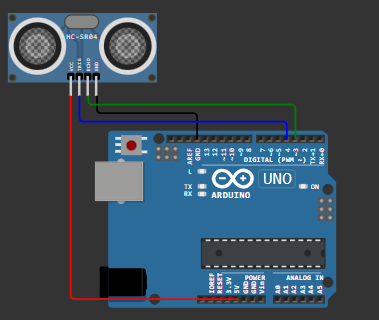 HC-SR04
VCC
TRIG
ECHO
GND
AREF
GND
13
12
~11
~10
~9
8
7
~6
~5
4
~3
2
TX→1
RX←0
DIGITAL (PWM ~)
L
TX
RX
UNO
ON
ARDUINO
IOREF
RESET
3.3V
5V
GND
GND
Vin
POWER
ANALOG IN
A0
A1
A2
A3
A4
A5